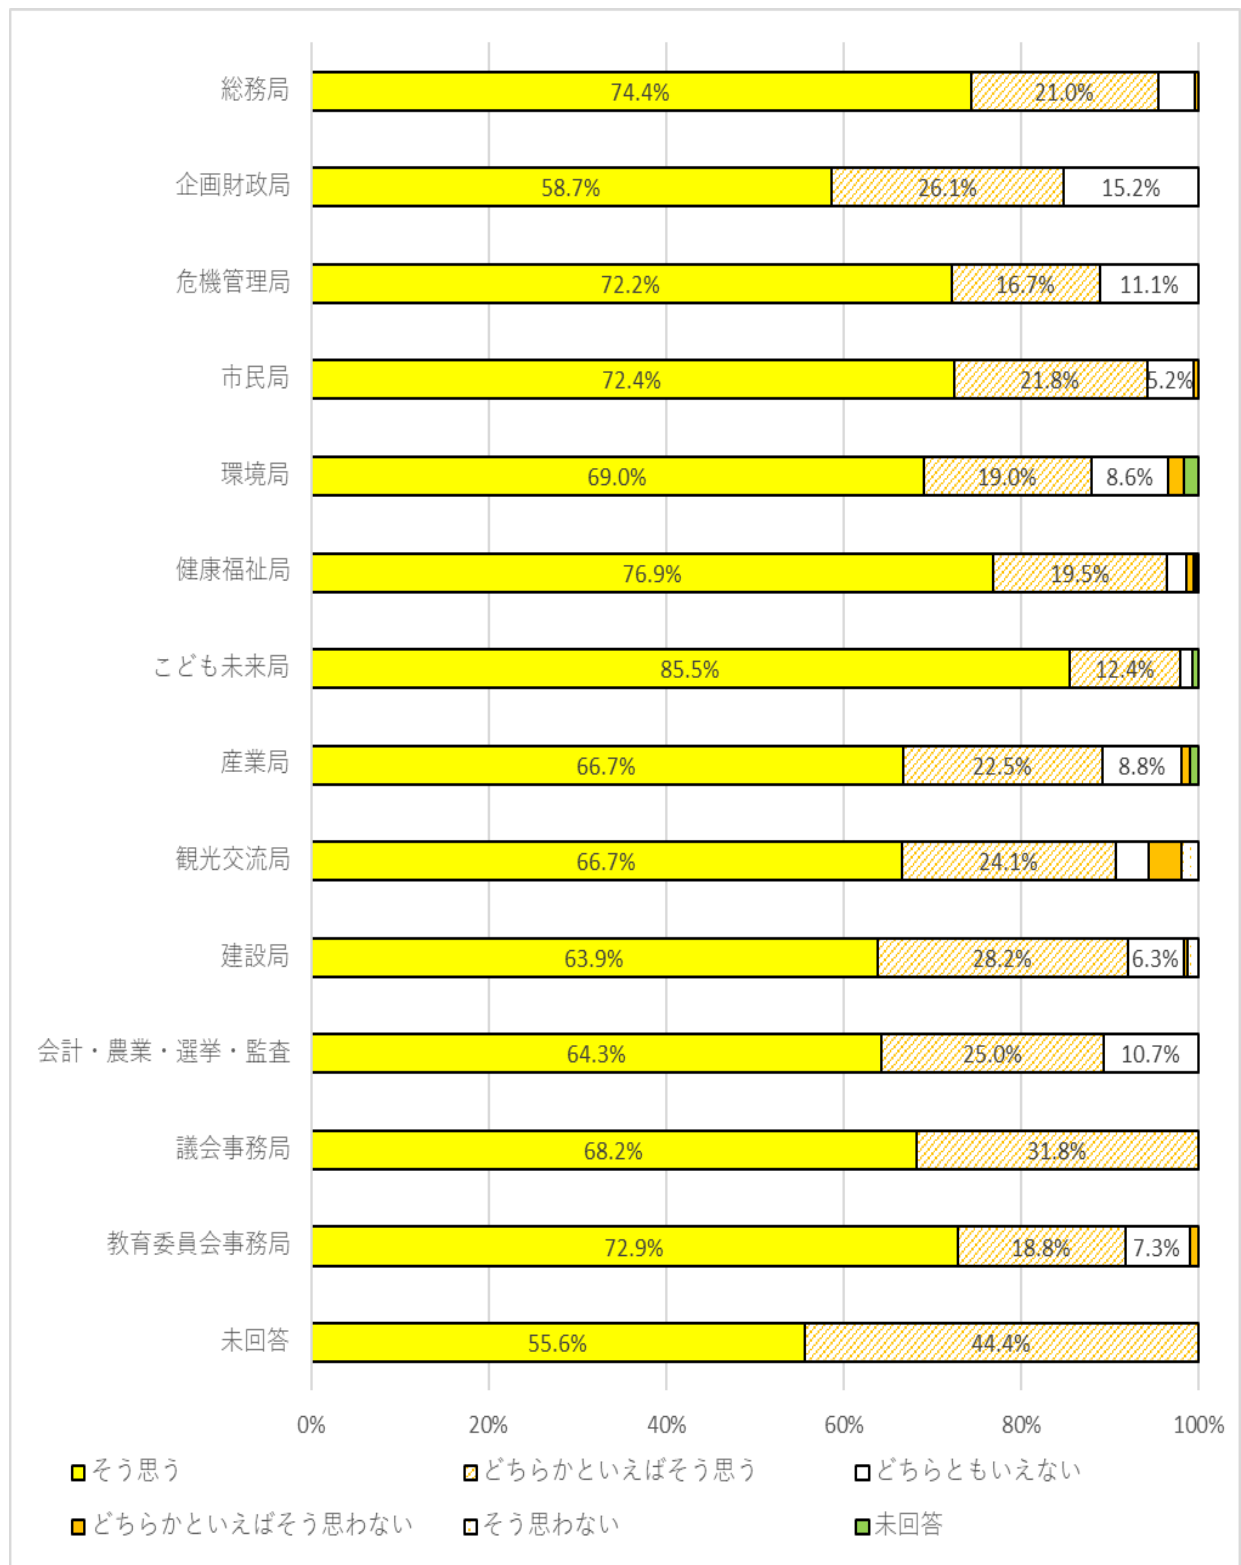 総務局 74.4% 21.0%
企画財政局 58.7% 26.1% 15.2%
危機管理局 72.2% 16.7% 11.1%
市民局 72.4% 21.8% 5.2%
環境局 69.0% 19.0% 8.6%
健康福祉局 76.9% 19.5%
こども未来局 85.5% 12.4%
産業局 66.7% 22.5% 8.8%
観光交流局 66.7% 24.1%
建設局 63.9% 28.2% 6.3%
会計・農業・選挙・監査 64.3% 25.0% 10.7%
議会事務局 68.2% 31.8%
教育委員会事務局 72.9% 18.8% 7.3%
未回答 55.6% 44.4%
0% 20% 40% 60% 80% 100%
そう思う どちらかといえばそう思う どちらともいえない
どちらかといえばそう思わない そう思わない 未回答